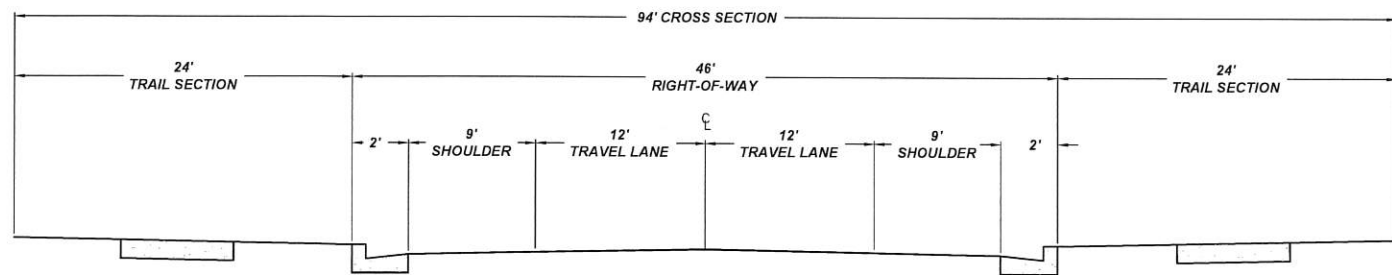 94' CROSS SECTION
24'
TRAIL SECTION
46'
RIGHT-OF-WAY
24'
TRAIL SECTION
℄
2'
9'
SHOULDER
12'
TRAVEL LANE
12'
TRAVEL LANE
9'
SHOULDER
2'